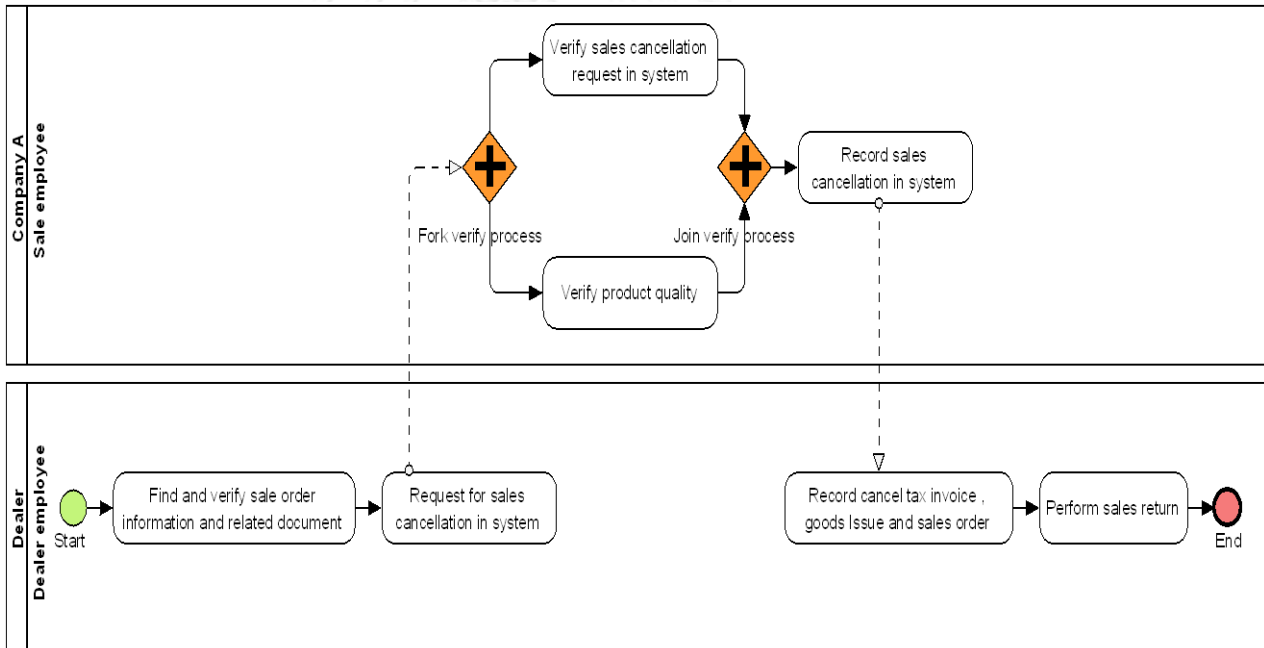 Company A
Sale employee
Verify sales cancellation
request in system
Fork verify process
Join verify process
Record sales
cancellation in system
Verify product quality
Dealer
Dealer employee
Start
Find and verify sale order
information and related document
Request for sales
cancellation in system
Record cancel tax invoice ,
goods Issue and sales order
Perform sales return
End